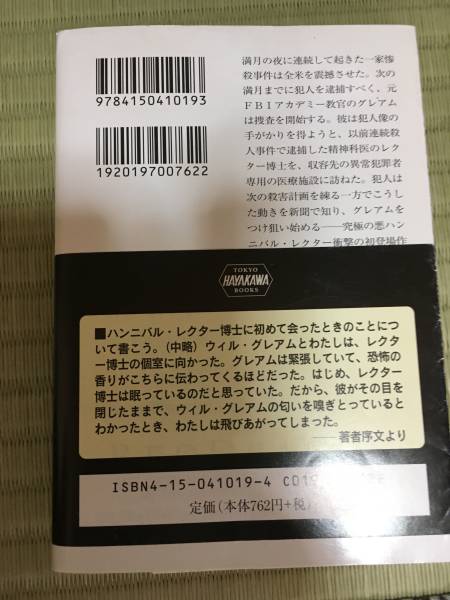 満月の夜に連続して起きた一家惨
殺事件は全米を震撼させた。次の
満月までに犯人を逮捕すべく、元
FBIアカデミー教官のグレアム
は捜査を開始する。彼は犯人像の
手がかりを得ようと、以前連続殺
人事件で逮捕した精神科医のレク
ター博士を、収容先の異常犯罪者
専用の医療施設に訪ねた。犯人は
次の殺害計画を練る一方でこうし
た動きを新聞で知り、グレアムを
つけ狙い始める――究極の悪ハン
ニバル・レクター衝撃の初登場作
9784150410193
1920197007622
TOKYO
HAYAKAWA
BOOKS
■ハンニバル・レクター博士に初めて会ったときのことにつ
いて書こう。(中略)ウィル・グレアムとわたしは、レクタ
ー博士の個室に向かった。グレアムは緊張していて、恐怖の
香りがこちらに伝わってくるほどだった。はじめ、レクター
博士は眠っているのだと思っていた。だから、彼がその目を
閉じたままで、ウィル・グレアムの匂いを嗅ぎとっていると
わかったとき、わたしは飛びあがってしまった。
――著者序文より
ISBN4-15-041019-4
定価(本体762円+税)